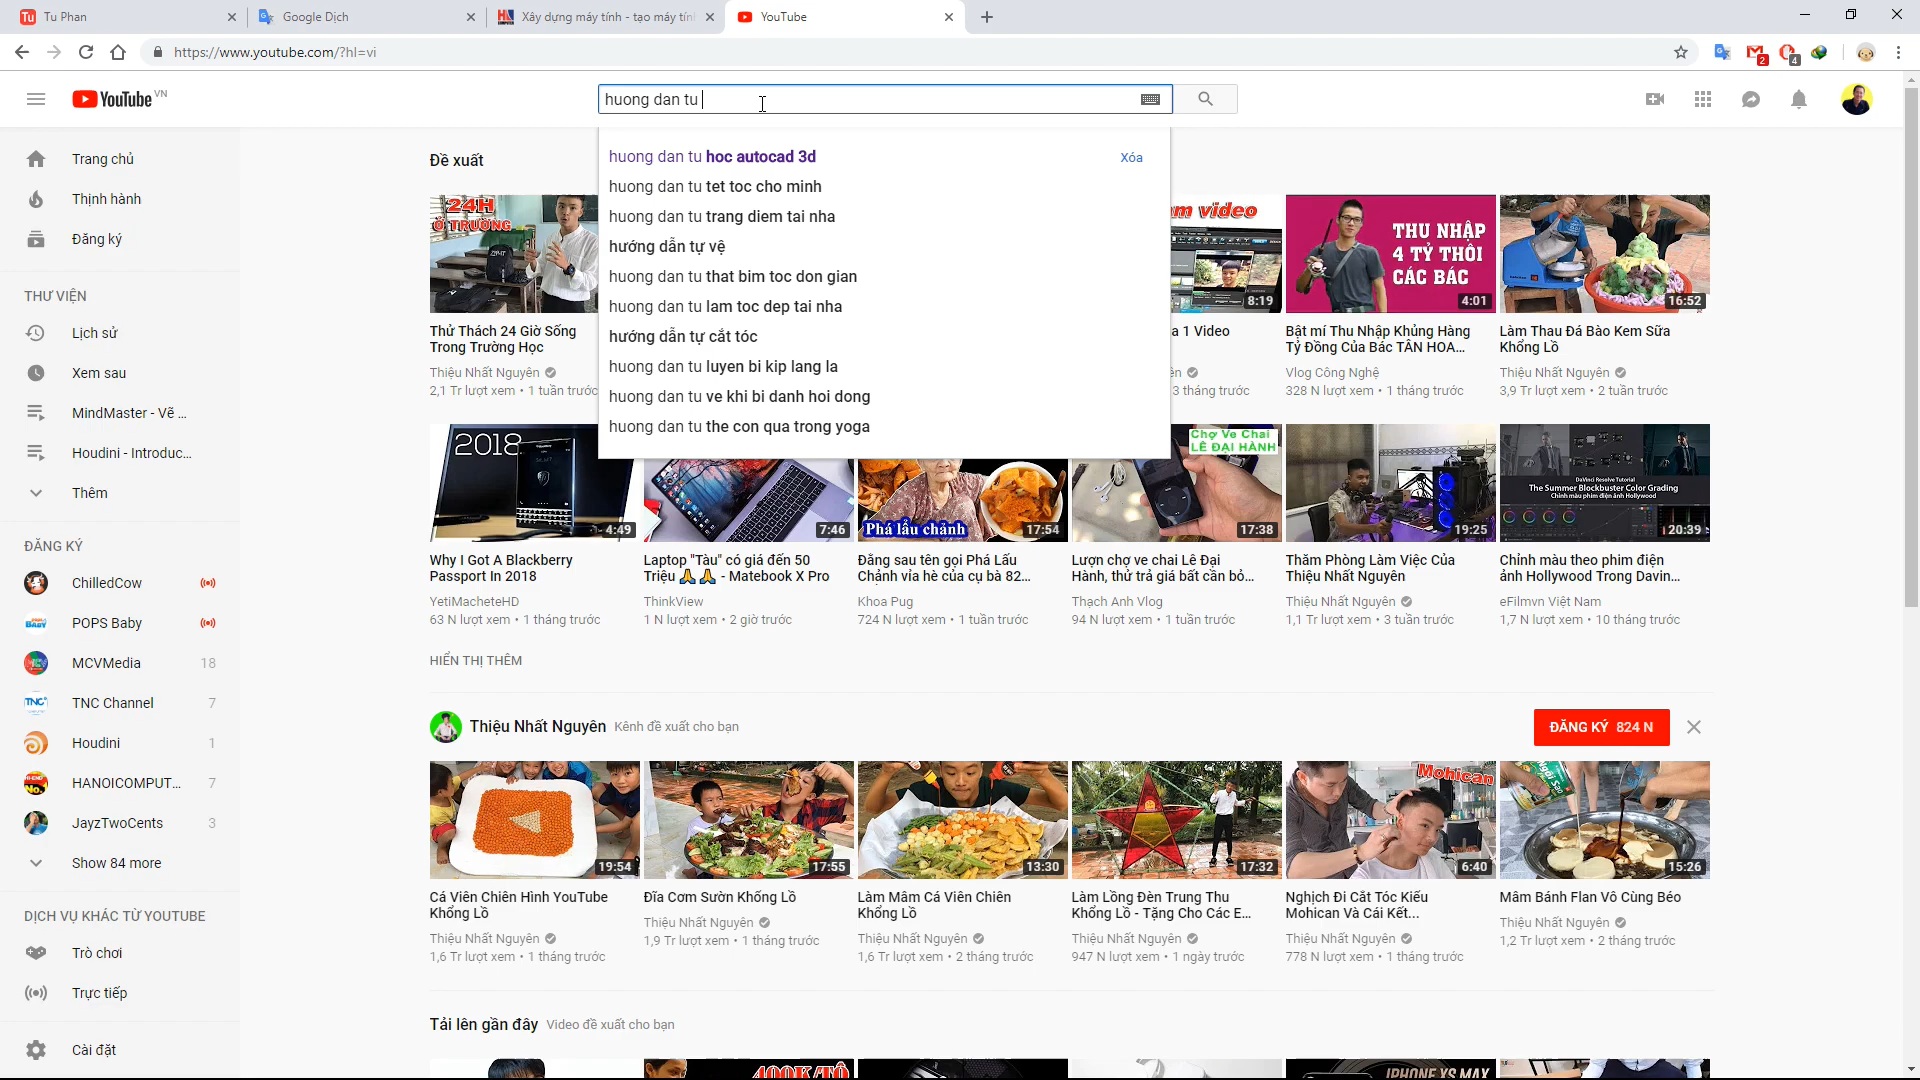 Tu Phan
Google Dịch
Xây dựng máy tính - tạo máy tín
YouTube
https://www.youtube.com/?hl=vi
2
4
YouTube VN
huong dan tu
huong dan tu hoc autocad 3d
Xóa
huong dan tu tet toc cho minh
huong dan tu trang diem tai nha
hướng dẫn tự vệ
huong dan tu that bim toc don gian
huong dan tu lam toc dep tai nha
hướng dẫn tự cắt tóc
huong dan tu luyen bi kip lang la
huong dan tu ve khi bi danh hoi dong
huong dan tu the con qua trong yoga
Trang chủ
Thịnh hành
Đăng ký
THƯ VIỆN
Lịch sử
Xem sau
MindMaster - Vẽ ...
Houdini - Introduc...
Thêm
ĐĂNG KÝ
ChilledCow
POPS Baby
MCVMedia 18
TNC Channel 7
Houdini 1
HANOICOMPUT... 7
JayzTwoCents 3
Show 84 more
DỊCH VỤ KHÁC TỪ YOUTUBE
Trò chơi
Trực tiếp
Cài đặt
Đề xuất
24H
Ở TRƯỜNG
Thử Thách 24 Giờ Sống
Trong Trường Học
Thiệu Nhất Nguyên
2,1 Tr lượt xem • 1 tuần trước
m video
8:19
a 1 Video
ên
3 tháng trước
THU NHẬP
4 TỶ THÔI
CÁC BÁC
4:01
Bật mí Thu Nhập Khủng Hàng
Tỷ Đồng Của Bác TÂN HOA...
Vlog Công Nghệ
328 N lượt xem • 1 tháng trước
16:52
Làm Thau Đá Bào Kem Sữa
Khổng Lồ
Thiệu Nhất Nguyên
3,9 Tr lượt xem • 2 tuần trước
2018
4:49
Why I Got A Blackberry
Passport In 2018
YetiMacheteHD
63 N lượt xem • 1 tháng trước
7:46
Laptop "Tàu" có giá đến 50
Triệu 🙏 🙏 - Matebook X Pro
ThinkView
1 N lượt xem • 2 giờ trước
Phá lấu chảnh
17:54
Đằng sau tên gọi Phá Lấu
Chảnh vỉa hè của cụ bà 82...
Khoa Pug
724 N lượt xem • 1 tuần trước
Chợ Ve Chai
LÊ ĐẠI HÀNH
17:38
Lượn chợ ve chai Lê Đại
Hành, thử trả giá bất cần bỏ...
Thạch Anh Vlog
94 N lượt xem • 1 tuần trước
19:25
Thăm Phòng Làm Việc Của
Thiệu Nhất Nguyên
Thiệu Nhất Nguyên
1,1 Tr lượt xem • 3 tuần trước
DaVinci Resolve Tutorial
The Summer Blockbuster Color Grading
Chỉnh màu phim điện ảnh Hollywood
20:39
Chỉnh màu theo phim điện
ảnh Hollywood Trong Davin...
eFilmvn Việt Nam
1,7 N lượt xem • 10 tháng trước
HIỂN THỊ THÊM
Thiệu Nhất Nguyên Kênh đề xuất cho bạn
ĐĂNG KÝ 824 N
19:54
Cá Viên Chiên Hình YouTube
Khổng Lồ
Thiệu Nhất Nguyên
1,6 Tr lượt xem • 1 tháng trước
17:55
Đĩa Cơm Sườn Khổng Lồ
Thiệu Nhất Nguyên
1,9 Tr lượt xem • 1 tháng trước
13:30
Làm Mâm Cá Viên Chiên
Khổng Lồ
Thiệu Nhất Nguyên
1,6 Tr lượt xem • 2 tháng trước
17:32
Làm Lồng Đèn Trung Thu
Khổng Lồ - Tặng Cho Các E...
Thiệu Nhất Nguyên
947 N lượt xem • 1 ngày trước
Mohican
6:40
Nghịch Đi Cắt Tóc Kiểu
Mohican Và Cái Kết...
Thiệu Nhất Nguyên
778 N lượt xem • 1 tháng trước
Ngôi Sao
15:26
Mâm Bánh Flan Vô Cùng Béo
Thiệu Nhất Nguyên
1,2 Tr lượt xem • 2 tháng trước
Tải lên gần đây Video đề xuất cho bạn
400K/TÔ
IPHONE XS MAX